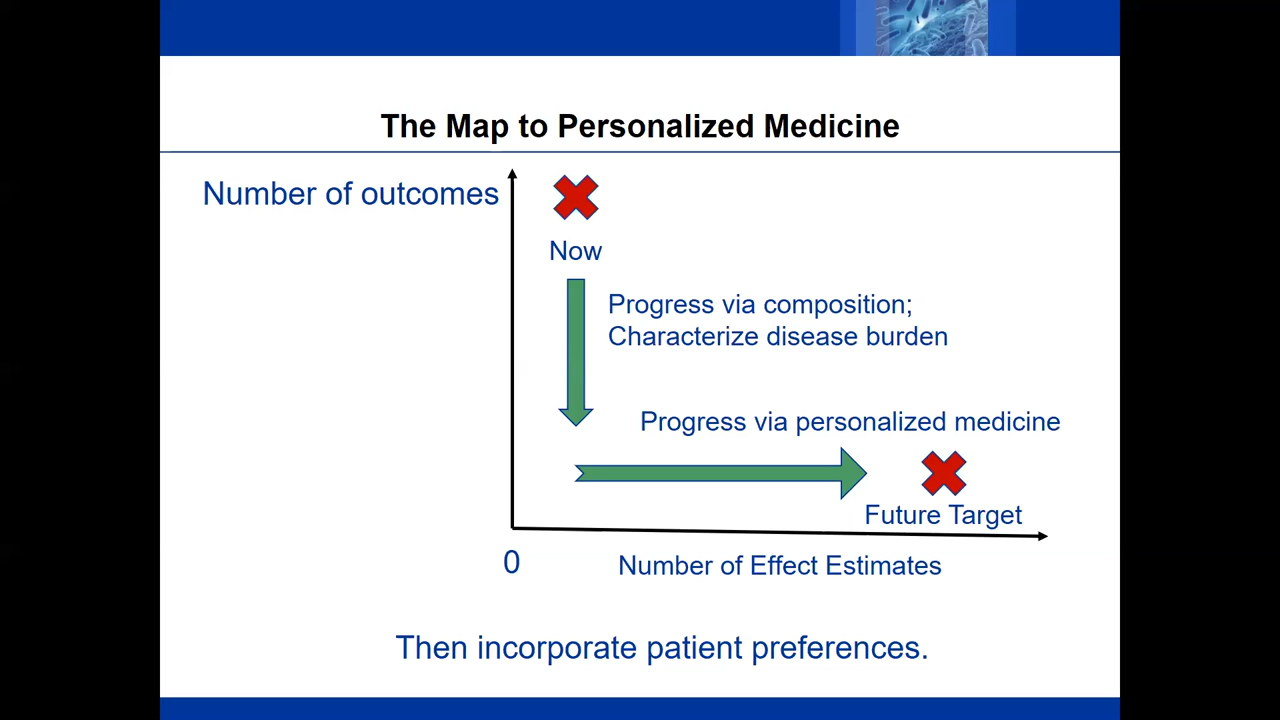 The Map to Personalized Medicine
Number of outcomes
Now
Progress via composition;
Characterize disease burden
Progress via personalized medicine
Future Target
0
Number of Effect Estimates
Then incorporate patient preferences.